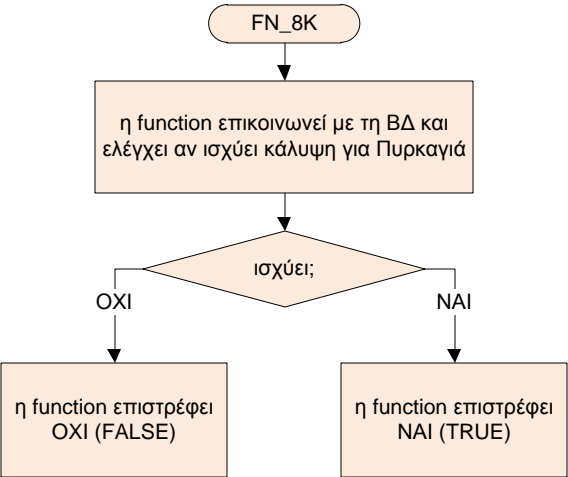 FN_8K
η function επικοινωνεί με τη ΒΔ και
ελέγχει αν ισχύει κάλυψη για Πυρκαγιά
ισχύει;
ΟΧΙ
ΝΑΙ
η function επιστρέφει
ΟΧΙ (FALSE)
η function επιστρέφει
ΝΑΙ (TRUE)